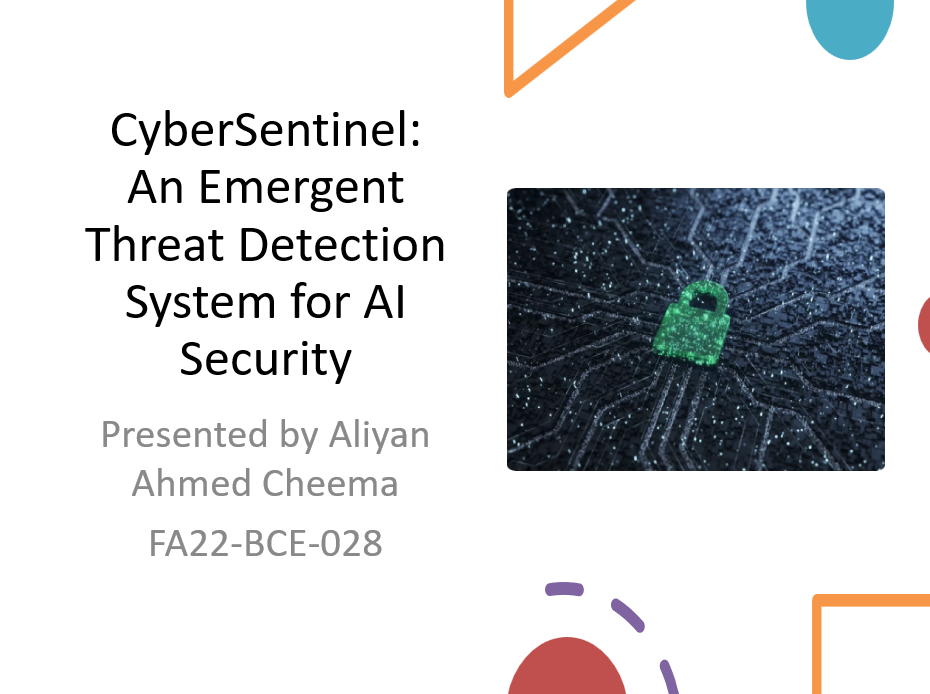 CyberSentinel:
An Emergent
Threat Detection
System for AI
Security
Presented by Aliyan
Ahmed Cheema
FA22-BCE-028